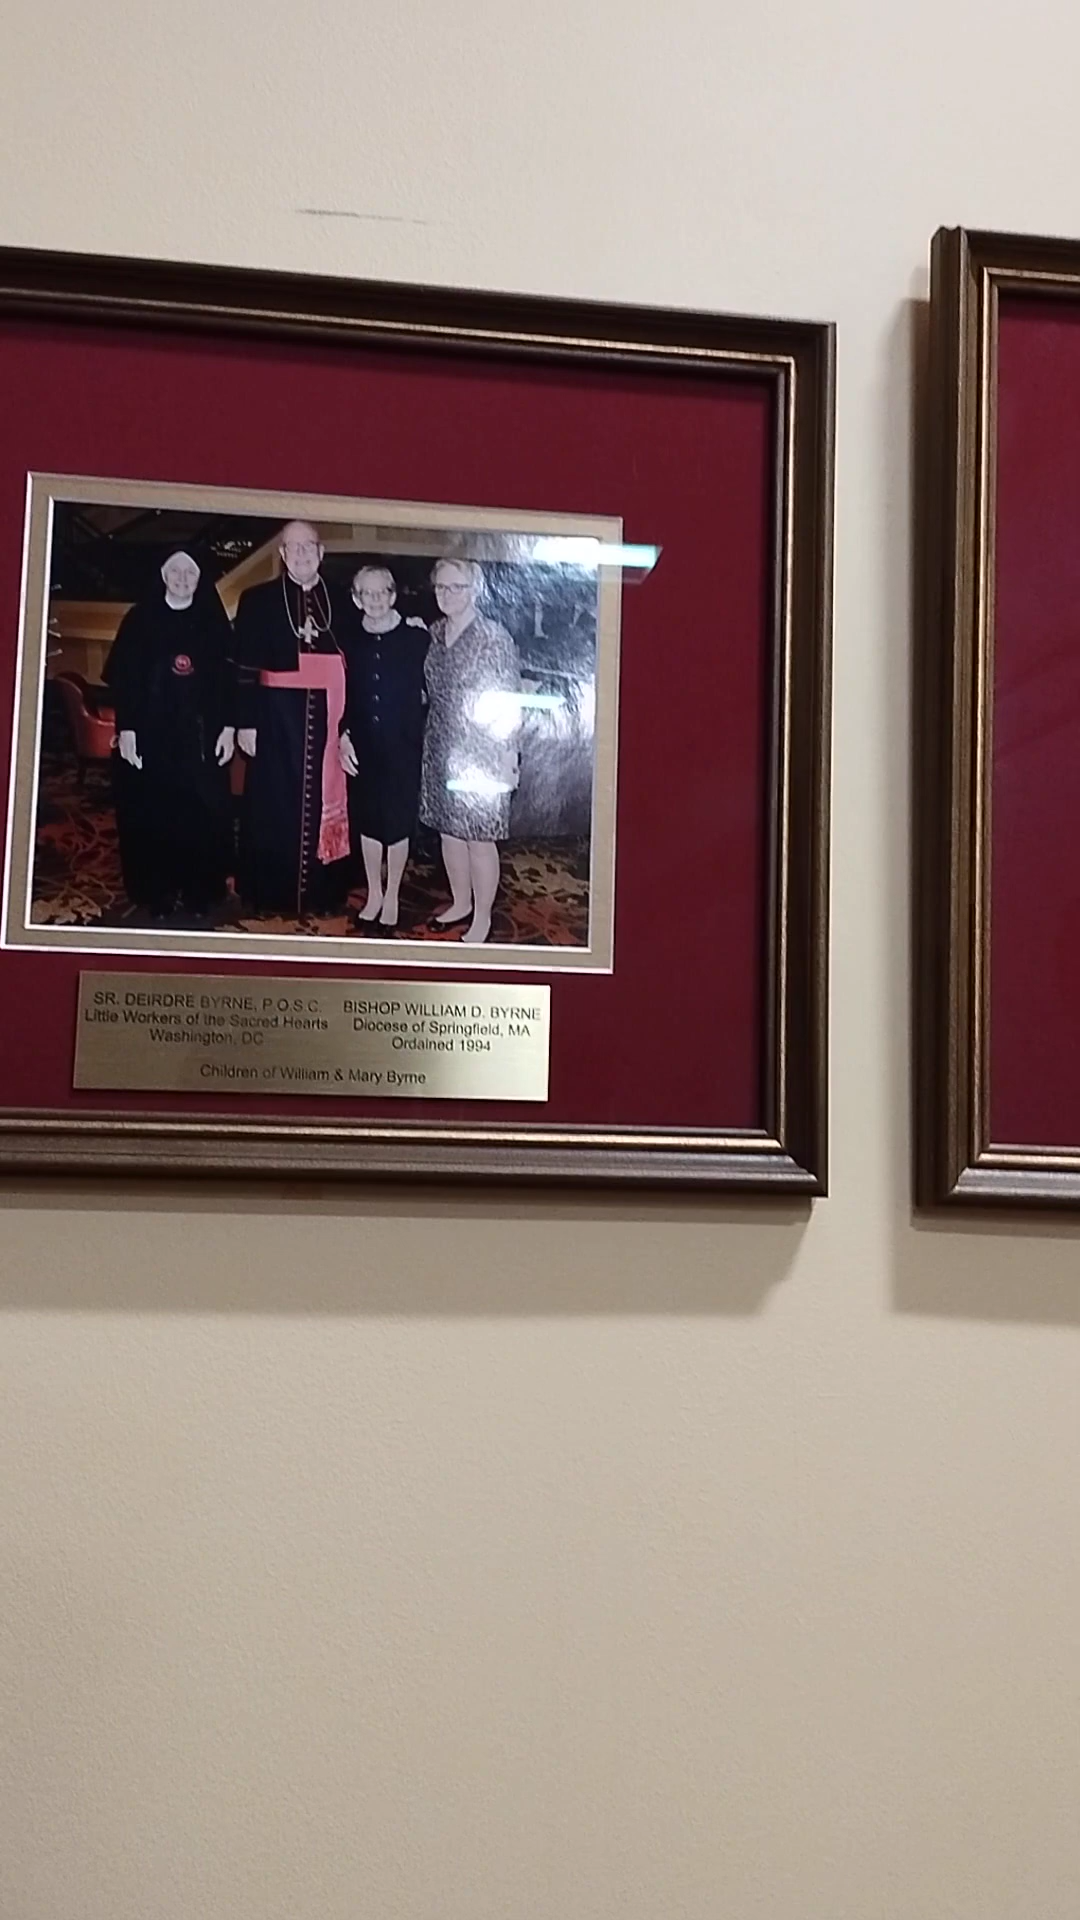 SR. DEIRDRE BYRNE, P.O.S.C.
Little Workers of the Sacred Hearts
Washington, DC
BISHOP WILLIAM D. BYRNE
Diocese of Springfield, MA
Ordained 1994
Children of William & Mary Byrne